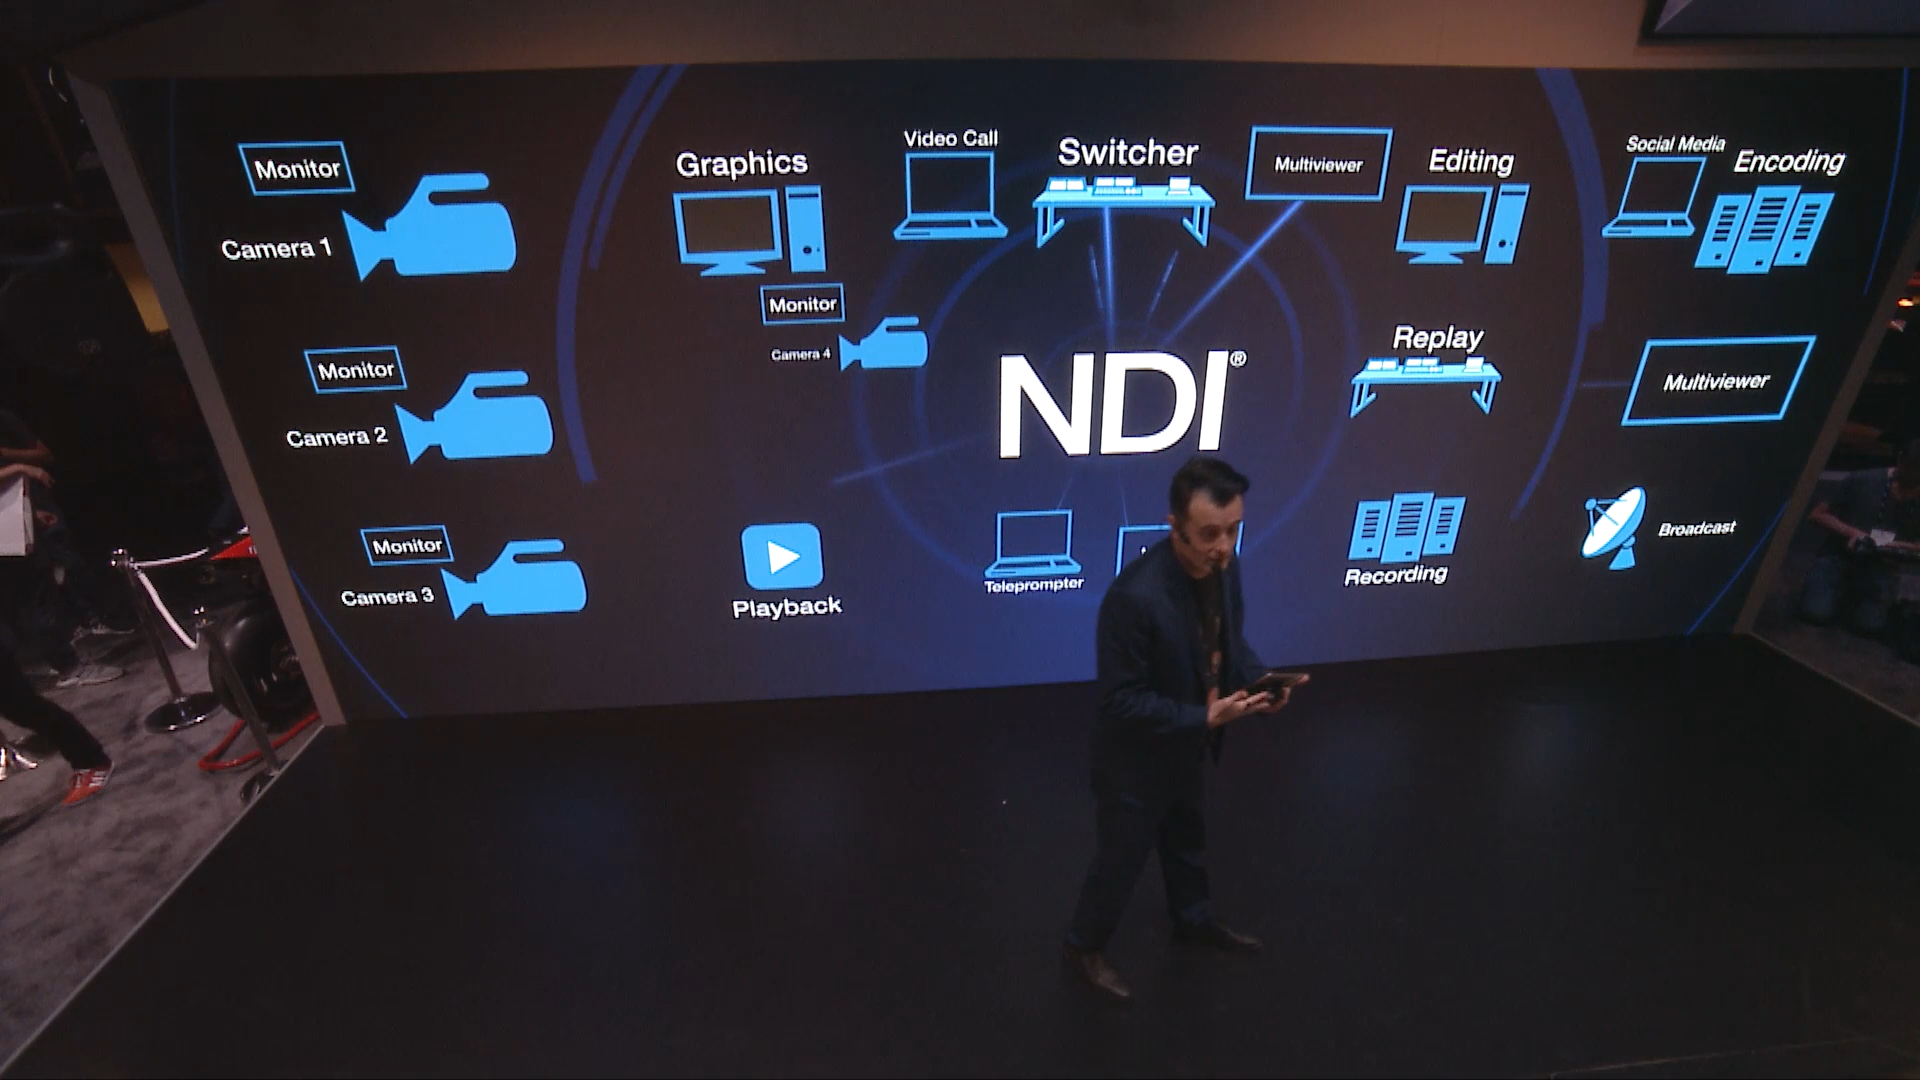 Monitor
Camera 1
Graphics
Video Call
Switcher
Multiviewer
Editing
Social Media
Encoding
Monitor
Camera 4
Monitor
Camera 2
NDI®
Replay
Multiviewer
Monitor
Camera 3
Playback
Teleprompter
Recording
Broadcast